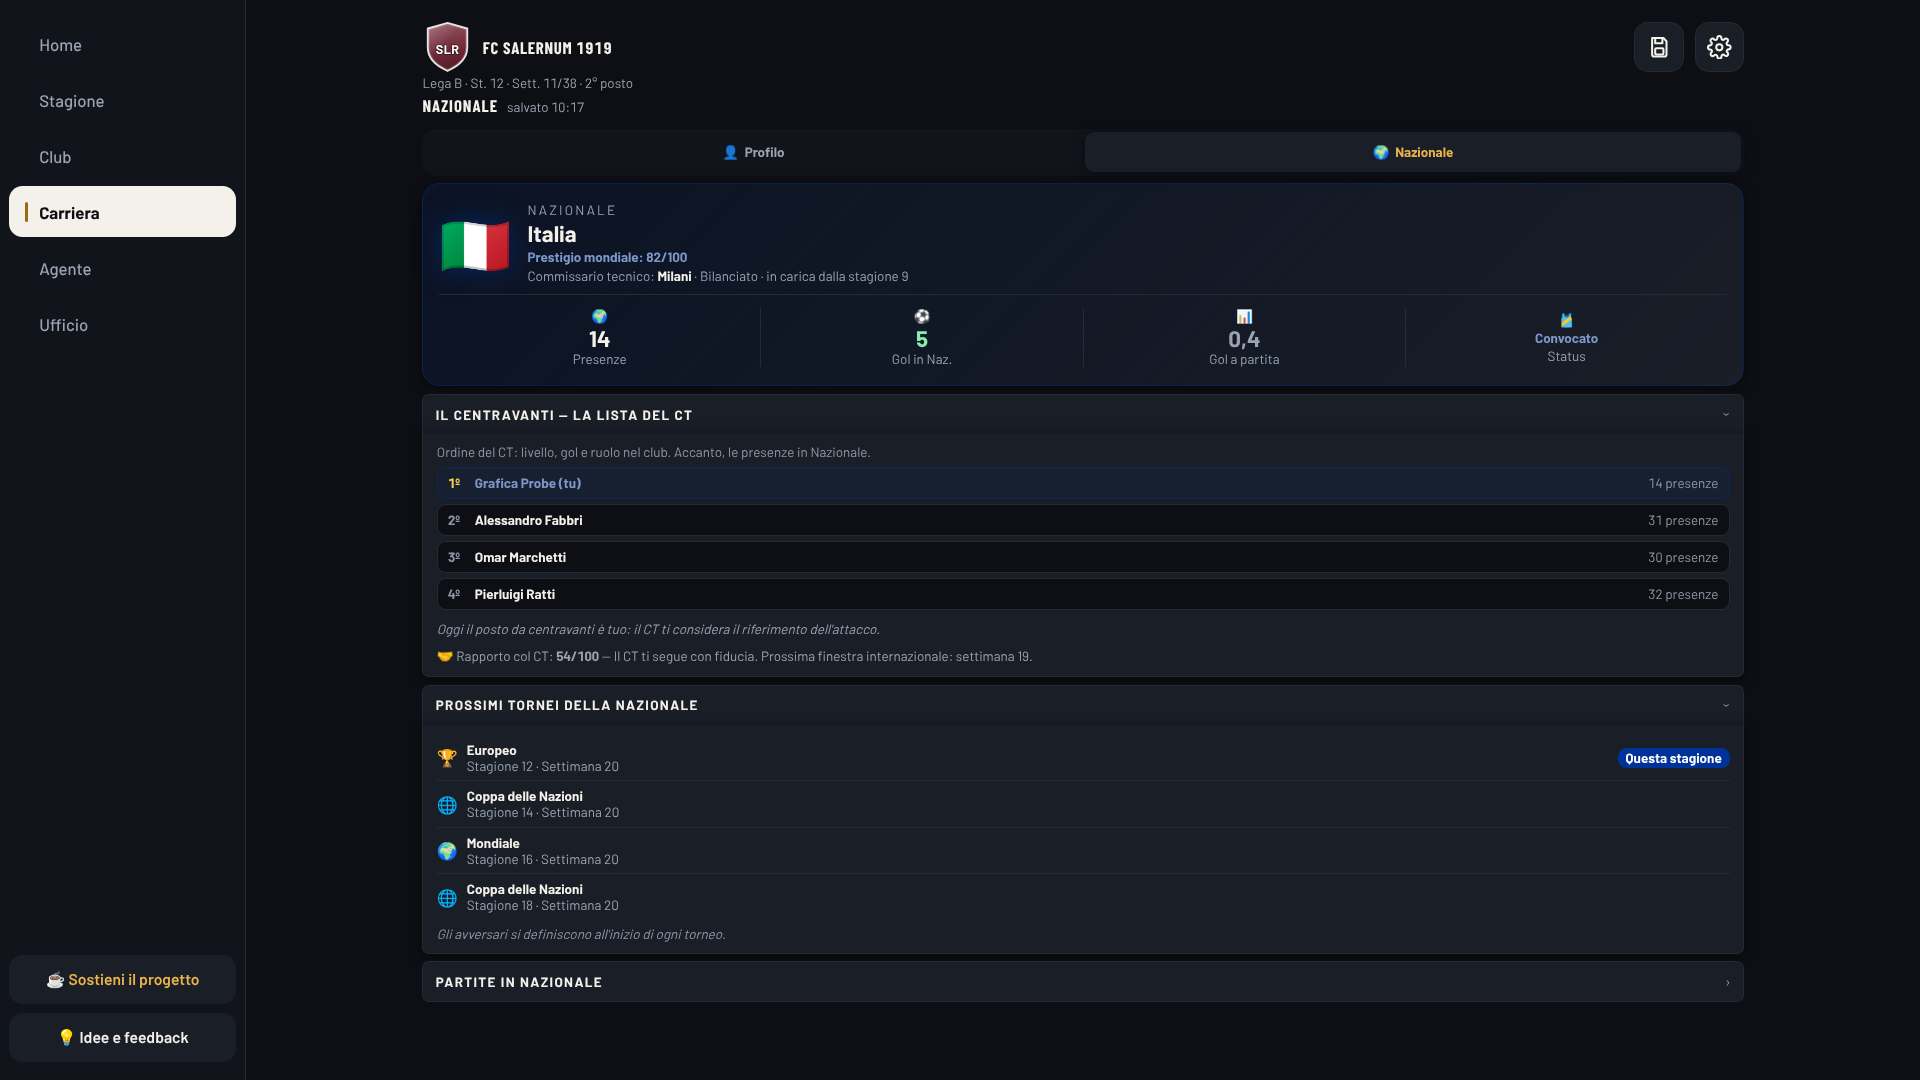 Home
Stagione
Club
Carriera
Agente
Ufficio
Sostieni il progetto
Idee e feedback
SLR
FC SALERNUM 1919
Lega B · St. 12 · Sett. 11/38 · 2° posto
NAZIONALE salvato 10:17
Profilo
Nazionale
NAZIONALE
Italia
Prestigio mondiale: 82/100
Commissario tecnico: Milani · Bilanciato · in carica dalla stagione 9
14
Presenze
5
Gol in Naz.
0,4
Gol a partita
Convocato
Status
IL CENTRAVANTI — LA LISTA DEL CT
Ordine del CT: livello, gol e ruolo nel club. Accanto, le presenze in Nazionale.
1º Grafica Probe (tu) 14 presenze
2º Alessandro Fabbri 31 presenze
3º Omar Marchetti 30 presenze
4º Pierluigi Ratti 32 presenze
Oggi il posto da centravanti è tuo: il CT ti considera il riferimento dell'attacco.
Rapporto col CT: 54/100 — Il CT ti segue con fiducia. Prossima finestra internazionale: settimana 19.
PROSSIMI TORNEI DELLA NAZIONALE
Europeo
Stagione 12 · Settimana 20
Questa stagione
Coppa delle Nazioni
Stagione 14 · Settimana 20
Mondiale
Stagione 16 · Settimana 20
Coppa delle Nazioni
Stagione 18 · Settimana 20
Gli avversari si definiscono all'inizio di ogni torneo.
PARTITE IN NAZIONALE